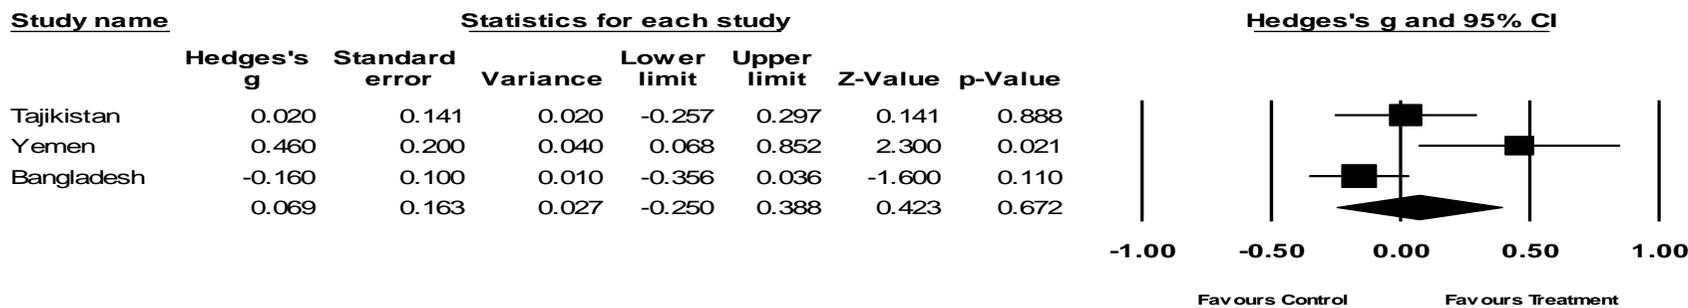 Study name Statistics for each study Hedges's g and 95% CI
Hedges's Standard Lower Upper
g error Variance limit limit Z-Value p-Value
Tajikistan 0.020 0.141 0.020 -0.257 0.297 0.141 0.888
Yemen 0.460 0.200 0.040 0.068 0.852 2.300 0.021
Bangladesh -0.160 0.100 0.010 -0.356 0.036 -1.600 0.110
0.069 0.163 0.027 -0.250 0.388 0.423 0.672
-1.00 -0.50 0.00 0.50 1.00
Favours Control Favours Treatment